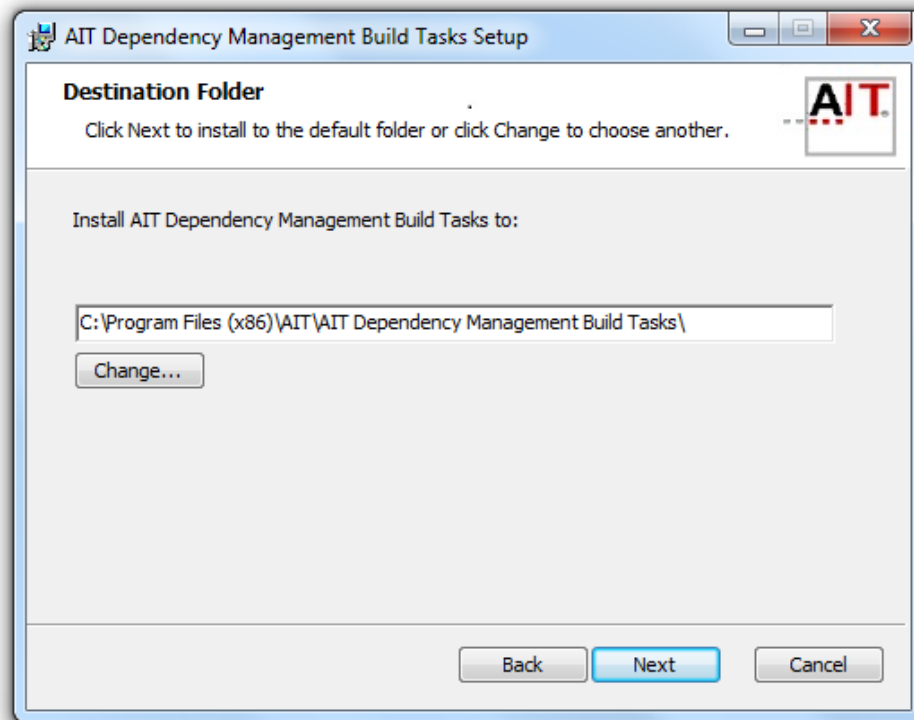 AIT Dependency Management Build Tasks Setup
Destination Folder
Click Next to install to the default folder or click Change to choose another.
AIT
Install AIT Dependency Management Build Tasks to:
C:\Program Files (x86)\AIT\AIT Dependency Management Build Tasks\
Change...
Back Next Cancel